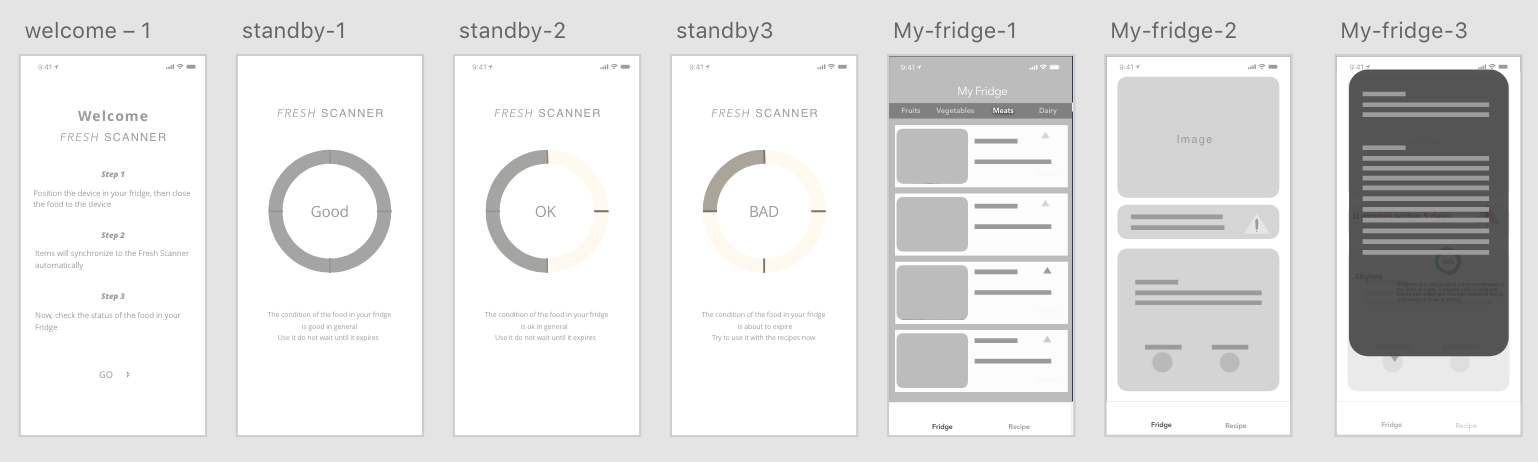 welcome – 1
9:41
Welcome
FRESH SCANNER
Step 1
Position the device in your fridge, then close
the food to the device
Step 2
Items will synchronize to the Fresh Scanner
automatically
Step 3
Now, check the status of the food in your
Fridge
GO
standby-1
FRESH SCANNER
Good
The condition of the food in your fridge
is good in general
Use it do not wait until it expires
standby-2
9:41
FRESH SCANNER
OK
The condition of the food in your fridge
is ok in general
Use it do not wait until it expires
standby3
9:41
FRESH SCANNER
BAD
The condition of the food in your fridge
is about to expire
Try to use it with the recipes now
My-fridge-1
9:41
My Fridge
Fruits Vegetables Meats Dairy
Fridge Recipe
My-fridge-2
9:41
Image
Fridge Recipe
My-fridge-3
9:41
Ethylene
Fridge Recipe